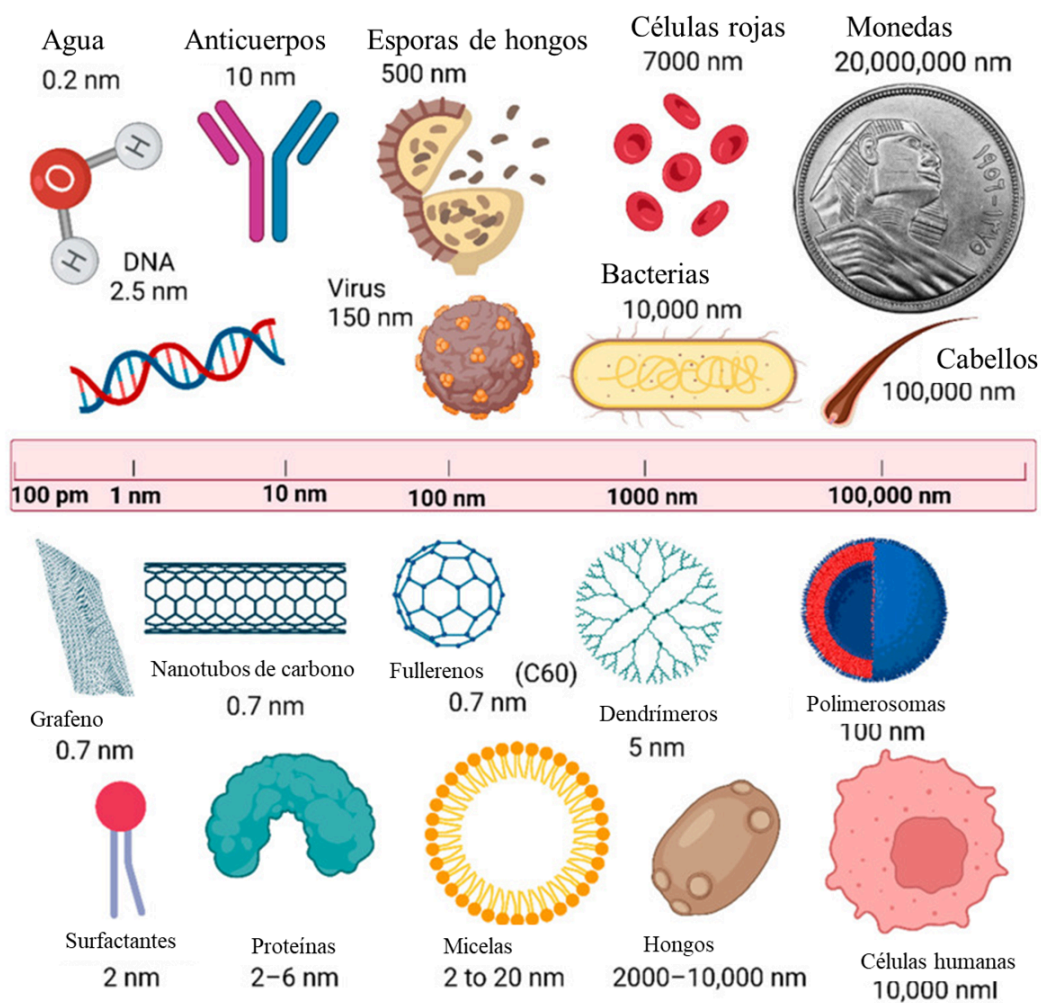 Agua
0.2 nm
Anticuerpos
10 nm
Esporas de hongos
500 nm
Células rojas
7000 nm
Monedas
20,000,000 nm
O
H
H
1967-١٣٨٧
DNA
2.5 nm
Virus
150 nm
Bacterias
10,000 nm
Cabellos
100,000 nm
100 pm 1 nm 10 nm 100 nm 1000 nm 100,000 nm
Grafeno
0.7 nm
Nanotubos de carbono
0.7 nm
Fullerenos (C60)
0.7 nm
Dendrímeros
5 nm
Polimerosomas
100 nm
Surfactantes
2 nm
Proteínas
2–6 nm
Micelas
2 to 20 nm
Hongos
2000–10,000 nm
Células humanas
10,000 nml